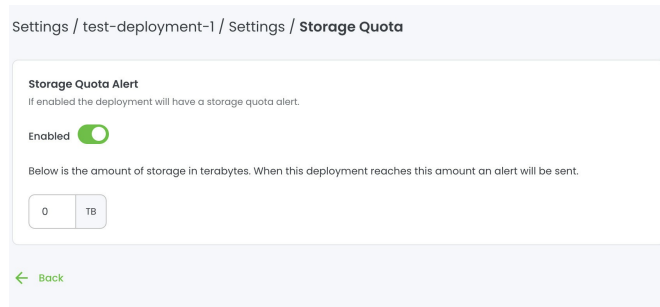 Settings / test-deployment-1 / Settings / Storage Quota
Storage Quota Alert
If enabled the deployment will have a storage quota alert.
Enabled
Below is the amount of storage in terabytes. When this deployment reaches this amount an alert will be sent.
0 TB
Back